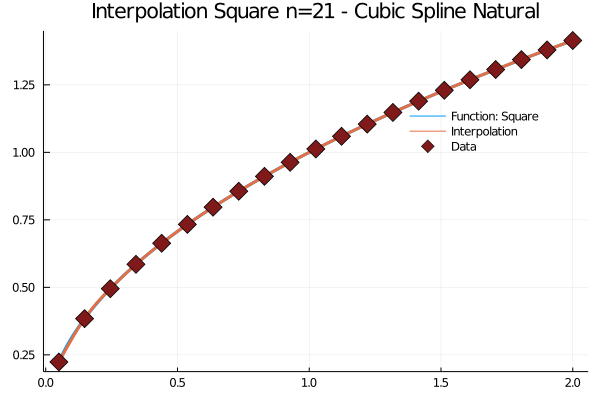 Interpolation Square n=21 - Cubic Spline Natural
1.25
Function: Square
Interpolation
Data
1.00
0.75
0.50
0.25
0.0 0.5 1.0 1.5 2.0